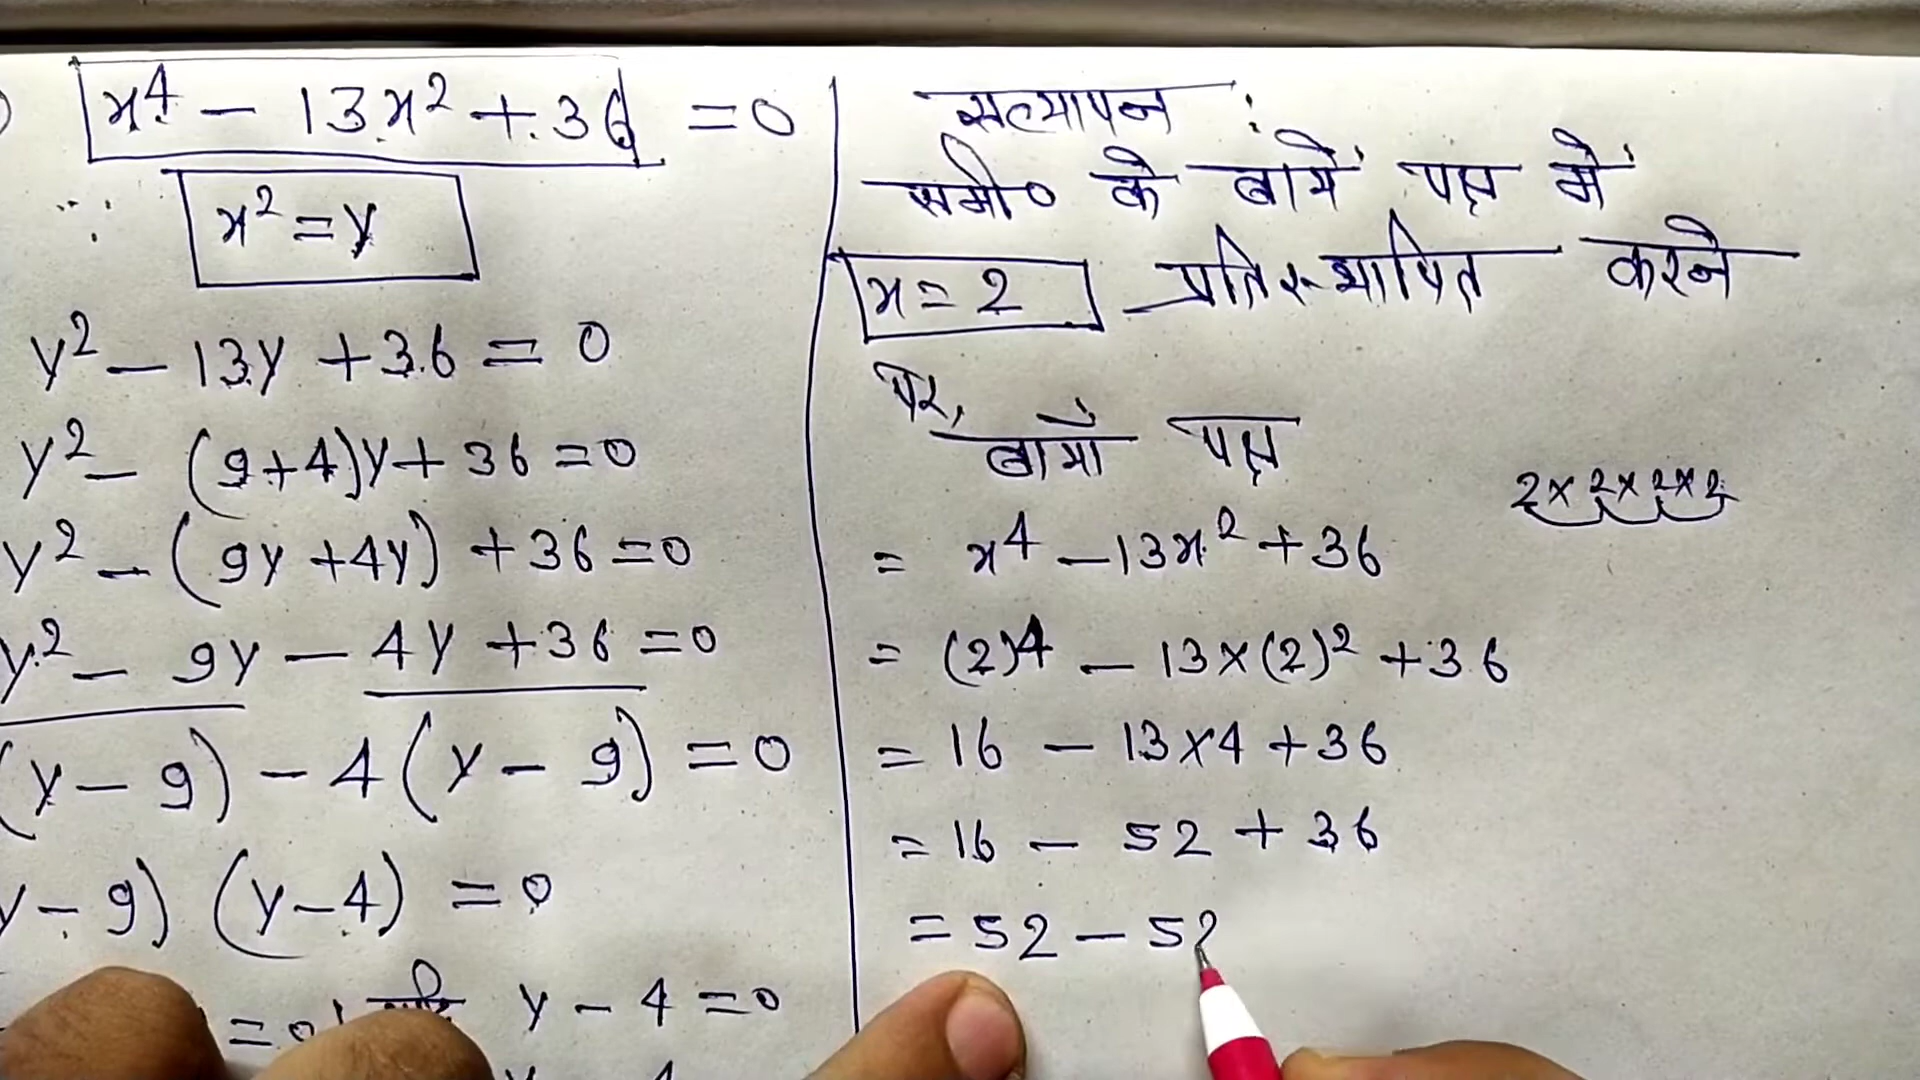 x⁴ - 13x² + 36 = 0
∵ x² = y
y² - 13y + 36 = 0
y² - (9+4)y + 36 = 0
y² - (9y + 4y) + 36 = 0
y² - 9y - 4y + 36 = 0
(y - 9) - 4(y - 9) = 0
y - 9) (y - 4) = 0
= 0 y - 4 = 0
सत्यापन :
समी० के बायें पक्ष में
x = 2 प्रतिस्थापित करने
पर,
बायाँ पक्ष
2×2×2×2
= x⁴ - 13x² + 36
= (2)⁴ - 13×(2)² + 36
= 16 - 13×4 + 36
= 16 - 52 + 36
= 52 - 52